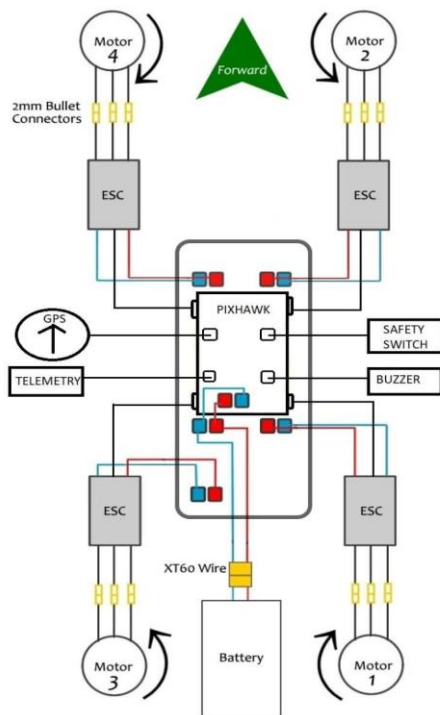 Motor
4
Forward
Motor
2
2mm Bullet
Connectors
ESC
ESC
PIXHAWK
GPS
SAFETY
SWITCH
TELEMETRY
BUZZER
ESC
ESC
XT60 Wire
Motor
3
Battery
Motor
1